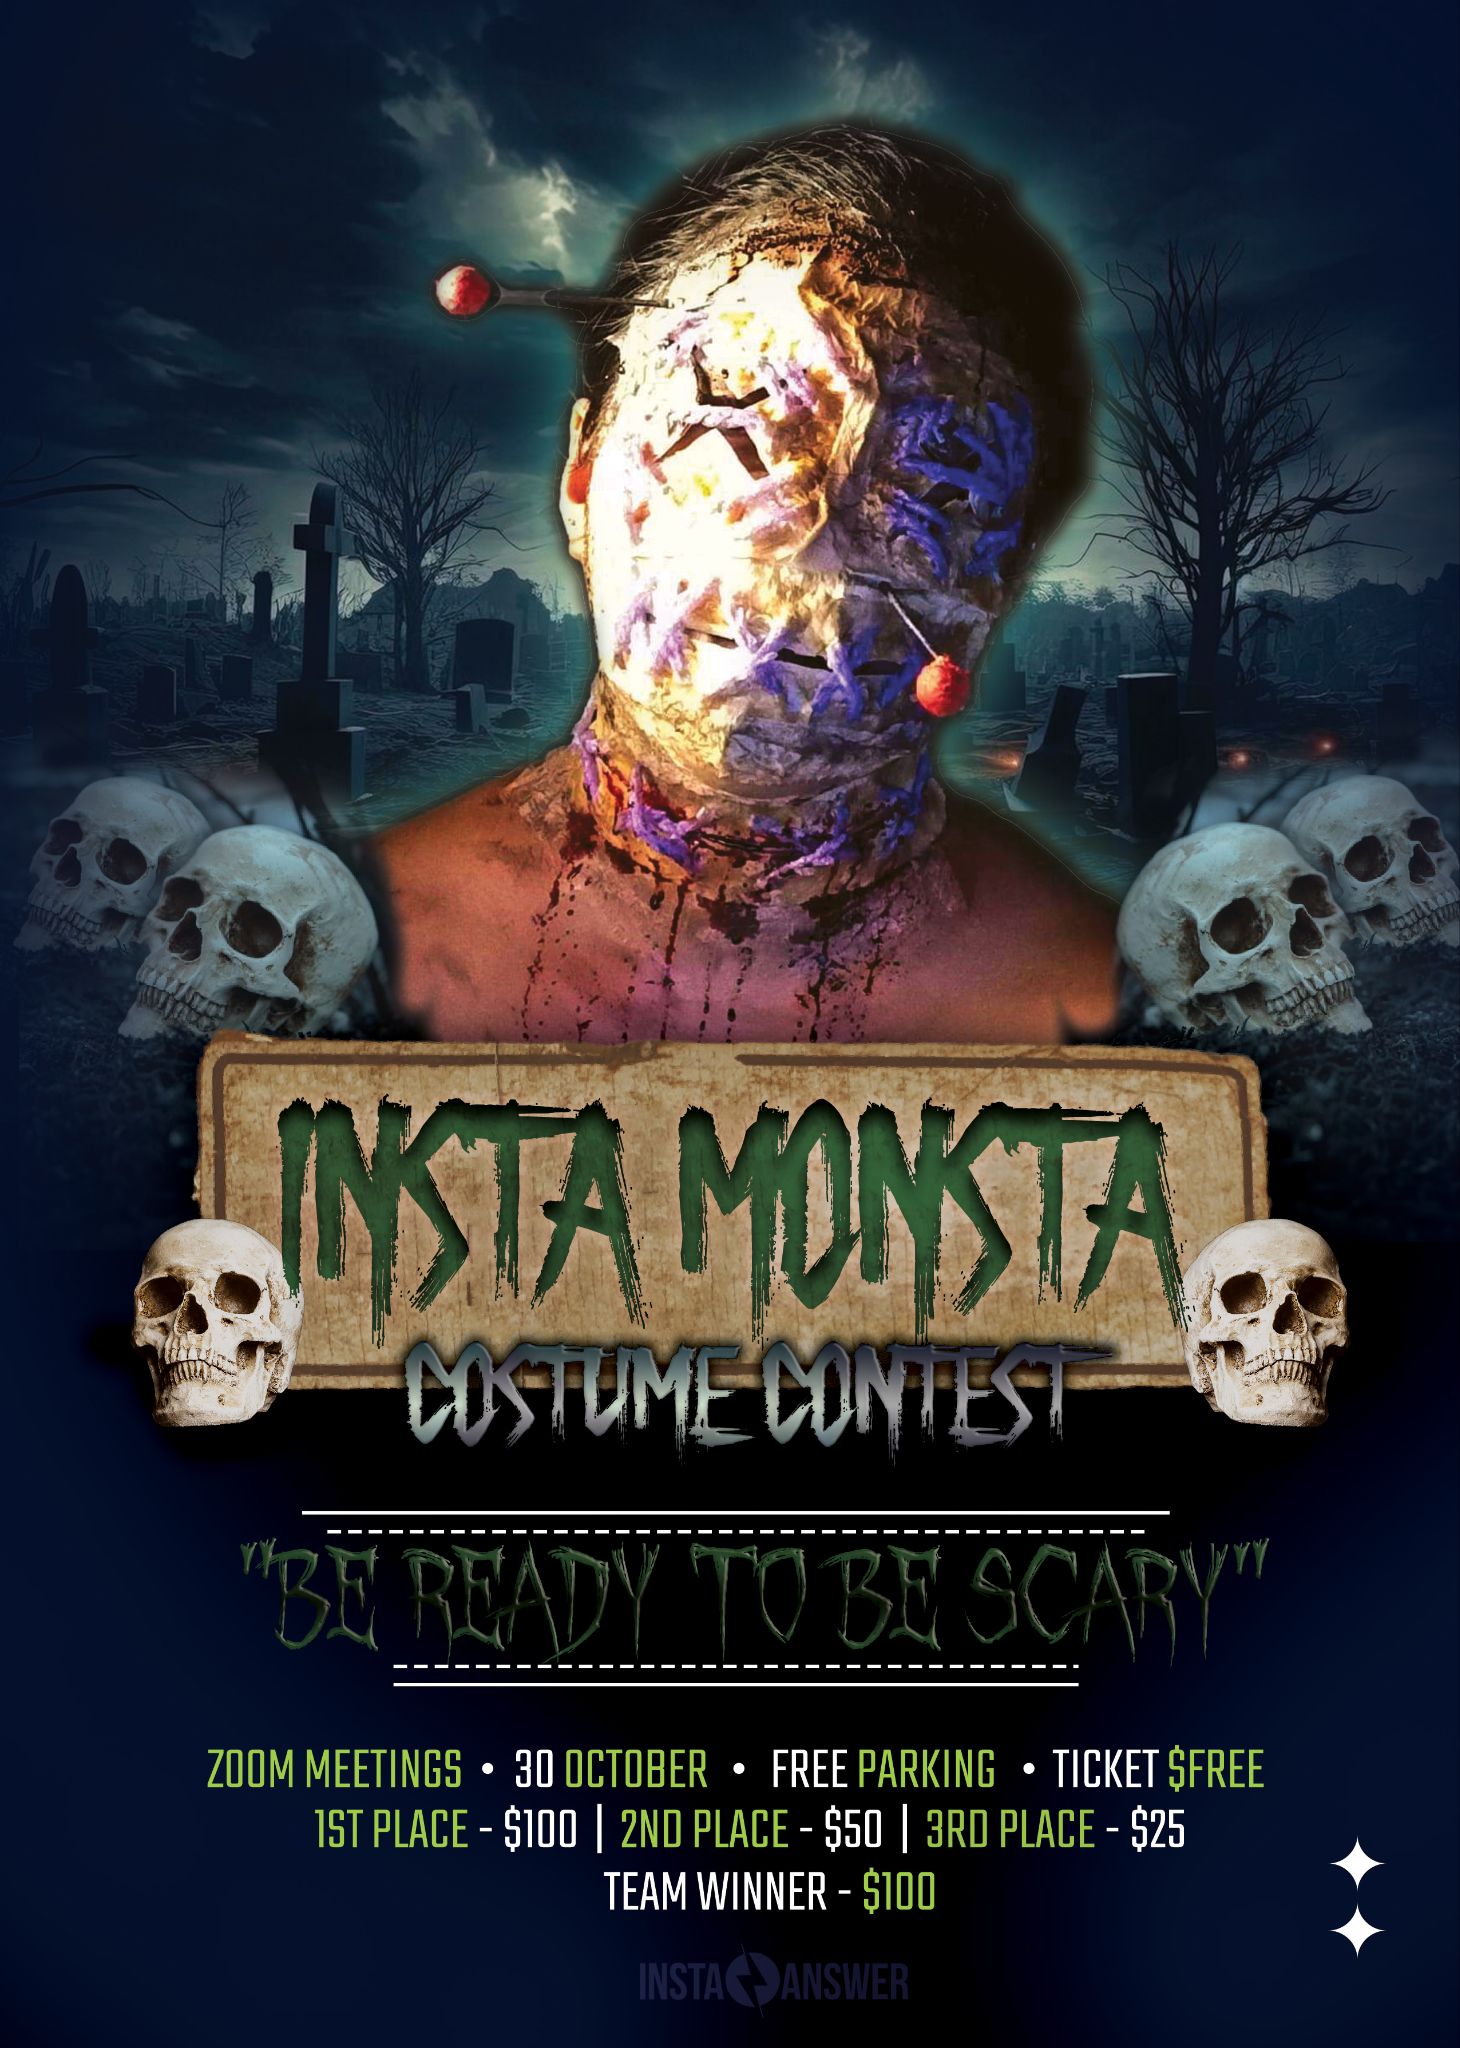 INSTA MONSTA
COSTUME CONTEST
"BE READY TO BE SCARY"
ZOOM MEETINGS • 30 OCTOBER • FREE PARKING • TICKET $FREE
1ST PLACE - $100 | 2ND PLACE - $50 | 3RD PLACE - $25
TEAM WINNER - $100
INSTA ANSWER